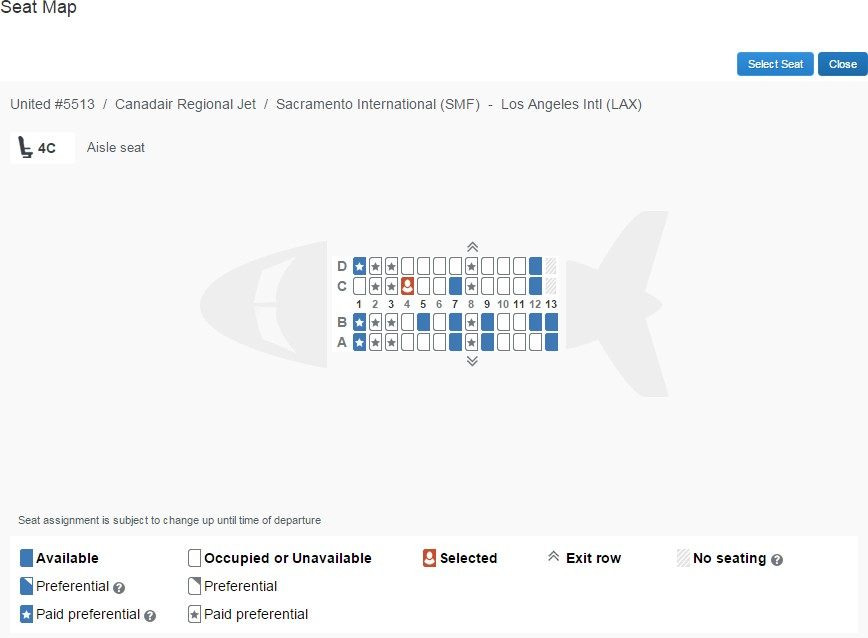 Seat Map
Select Seat Close
United #5513 / Canadair Regional Jet / Sacramento International (SMF) - Los Angeles Intl (LAX)
4C Aisle seat
D
C
1 2 3 4 5 6 7 8 9 10 11 12 13
B
A
Seat assignment is subject to change up until time of departure
Available Occupied or Unavailable Selected Exit row No seating ?
Preferential ? Preferential
Paid preferential ? Paid preferential